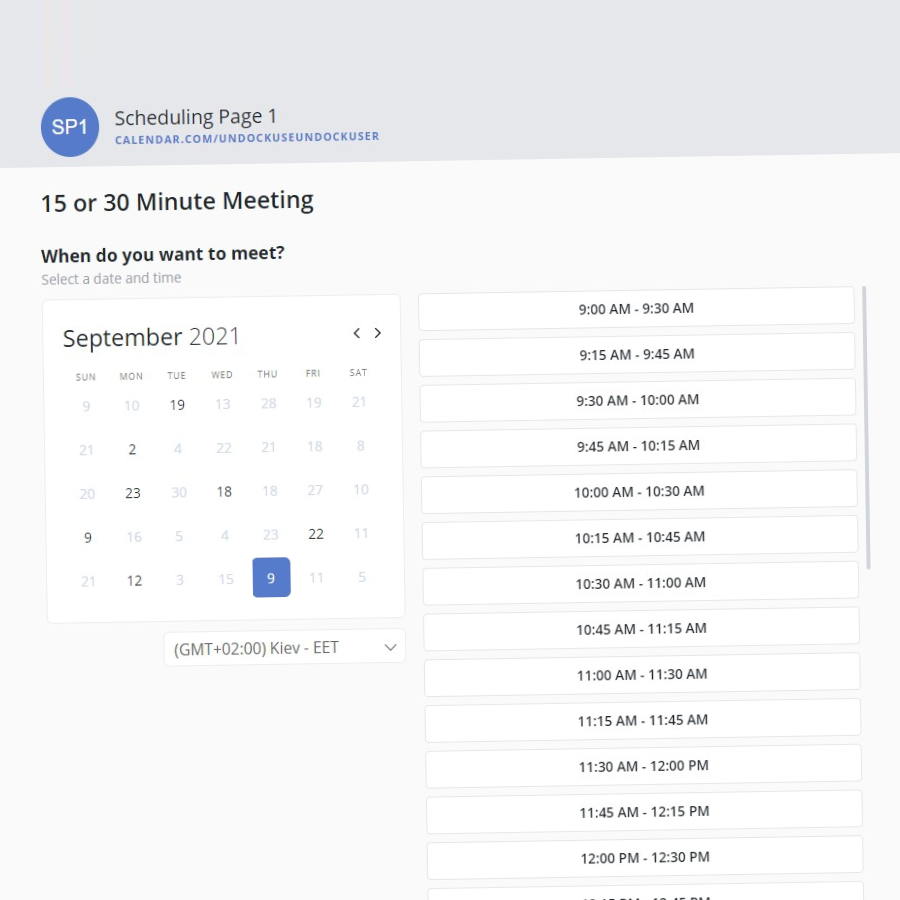 SP1
Scheduling Page 1
CALENDAR.COM/UNDOCKUSEUNDOCKUSER
15 or 30 Minute Meeting
When do you want to meet?
Select a date and time
September 2021
SUN MON TUE WED THU FRI SAT
9 10 19 13 28 19 21
21 2 4 22 21 18 8
20 23 30 18 18 27 10
9 16 5 4 23 22 11
21 12 3 15 9 11 5
(GMT+02:00) Kiev - EET
9:00 AM - 9:30 AM
9:15 AM - 9:45 AM
9:30 AM - 10:00 AM
9:45 AM - 10:15 AM
10:00 AM - 10:30 AM
10:15 AM - 10:45 AM
10:30 AM - 11:00 AM
10:45 AM - 11:15 AM
11:00 AM - 11:30 AM
11:15 AM - 11:45 AM
11:30 AM - 12:00 PM
11:45 AM - 12:15 PM
12:00 PM - 12:30 PM